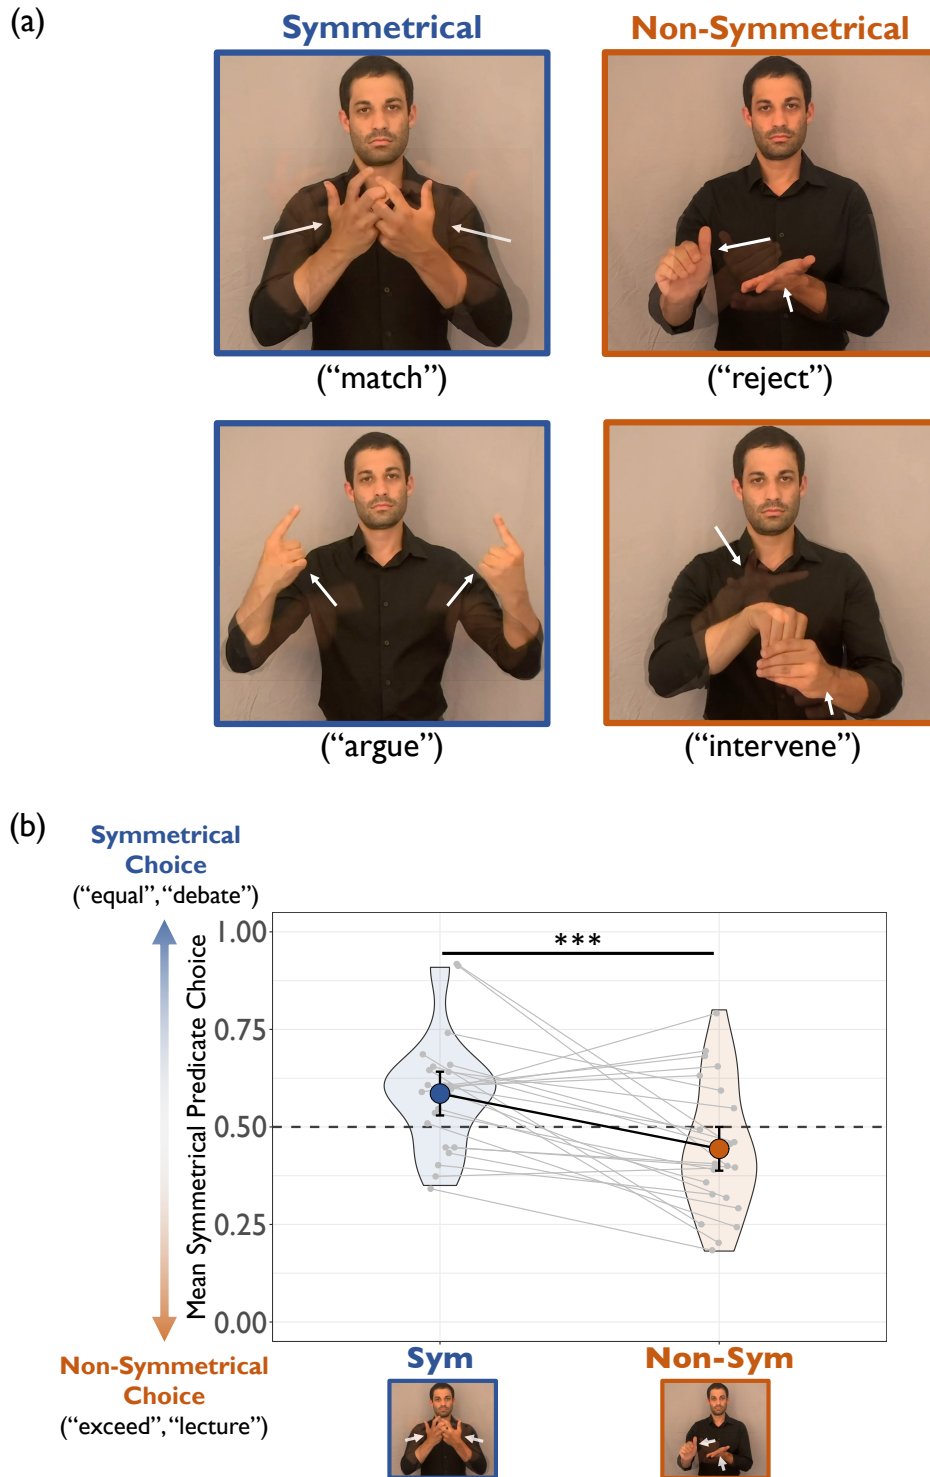 (a)
Symmetrical
Non-Symmetrical
(“match”)
(“reject”)
(“argue”)
(“intervene”)
(b)
Symmetrical
Choice
(“equal”, “debate”)
Mean Symmetrical Predicate Choice
1.00
0.75
0.50
0.25
0.00
***
Non-Symmetrical
Choice
(“exceed”, “lecture”)
Sym
Non-Sym